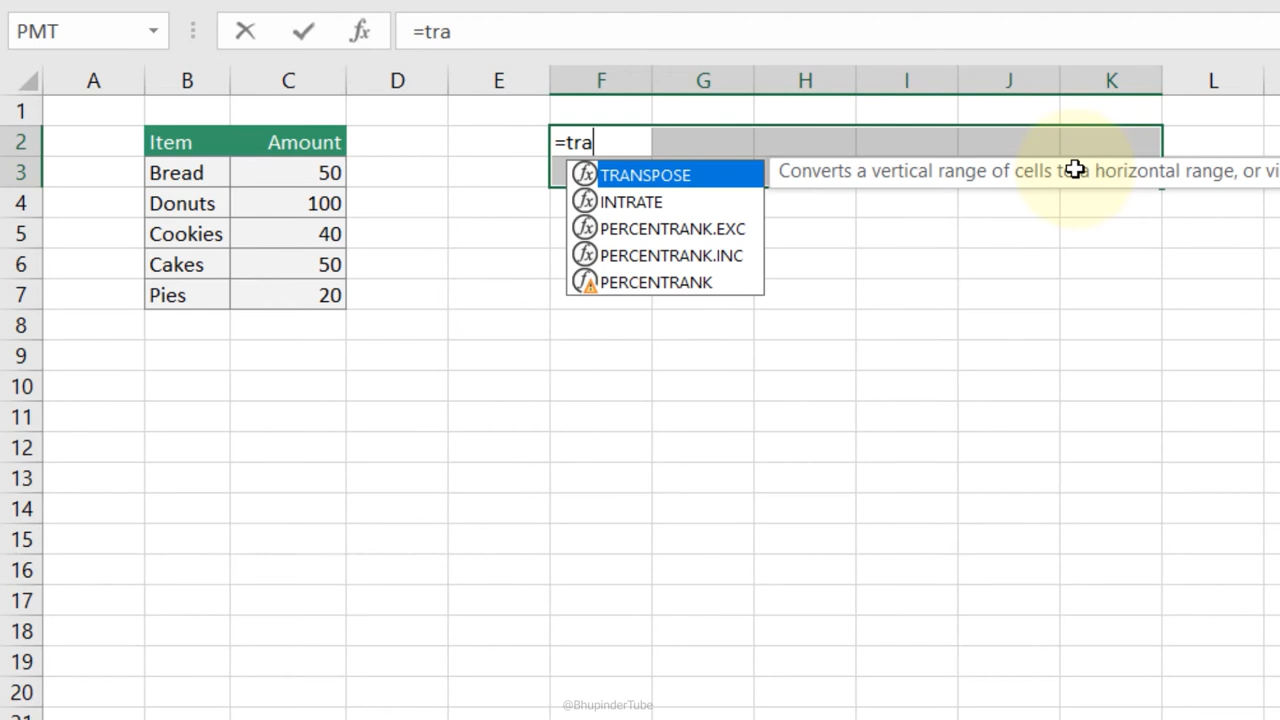 PMT =tra
A B C D E F G H I J K L
1
2 Item Amount =tra
3 Bread 50 Converts a vertical range of cells to a horizontal range, or vi
TRANSPOSE
4 Donuts 100 INTRATE
5 Cookies 40 PERCENTRANK.EXC
6 Cakes 50 PERCENTRANK.INC
7 Pies 20 PERCENTRANK
8
9
10
11
12
13
14
15
16
17
18
19
20
@BhupinderTube